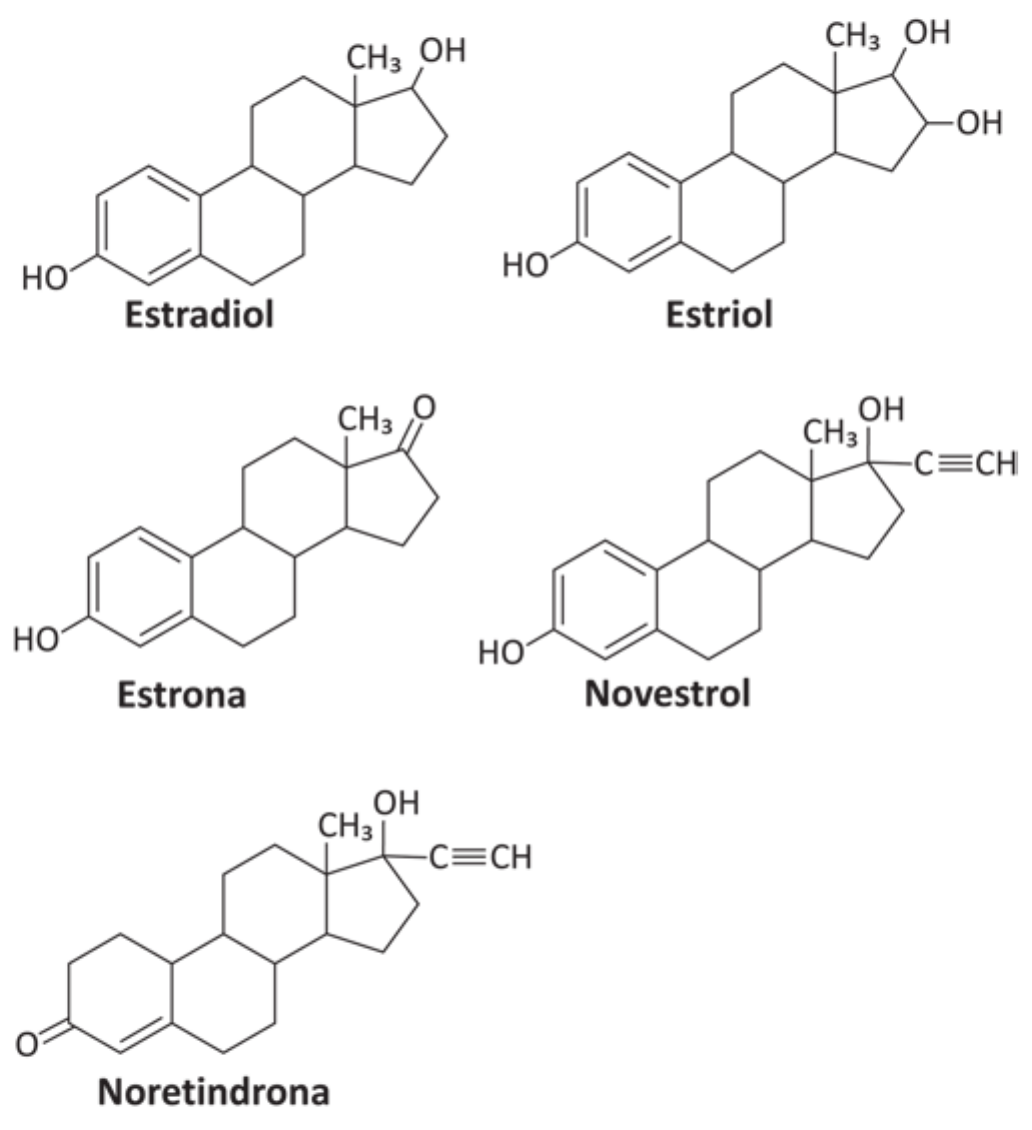 CH₃ OH
HO
Estradiol
CH₃ OH
OH
HO
Estriol
CH₃ O
HO
Estrona
OH
CH₃ C≡CH
HO
Novestrol
OH
CH₃ C≡CH
O
Noretindrona